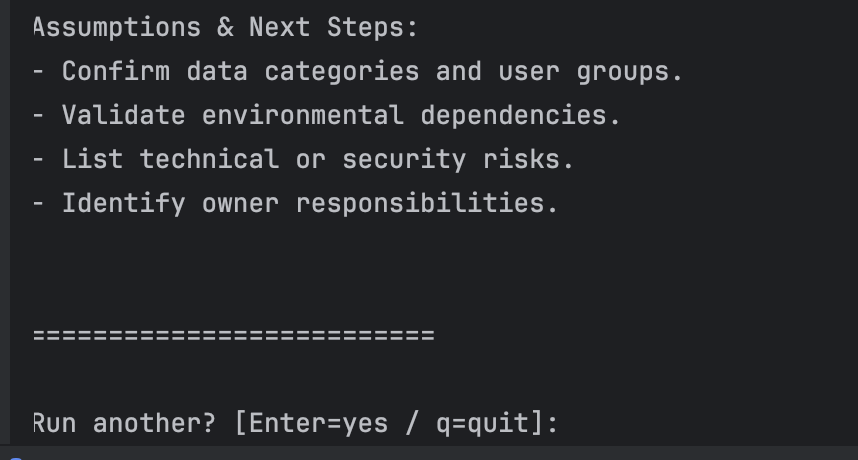 Assumptions & Next Steps:
- Confirm data categories and user groups.
- Validate environmental dependencies.
- List technical or security risks.
- Identify owner responsibilities.
==========================
Run another? [Enter=yes / q=quit]: